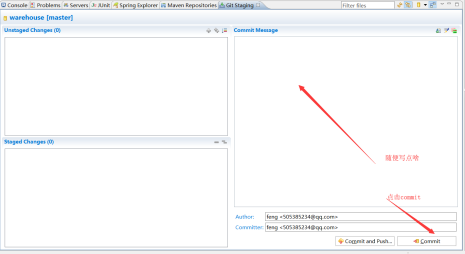 Console Problems Servers JUnit Spring Explorer Maven Repositories Git Staging Filter files
warehouse [master]
Unstaged Changes (0)
Commit Message
随便写点啥
点击commit
Staged Changes (0)
Author: feng <505385234@qq.com>
Committer: feng <505385234@qq.com>
Commit and Push... Commit